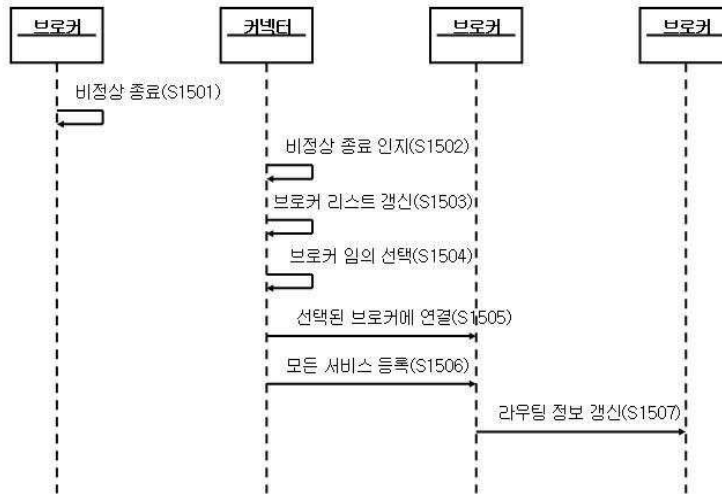 브로커 커넥터 브로커 브로커
비정상 종료(S1501)
비정상 종료 인지(S1502)
브로커 리스트 갱신(S1503)
브로커 임의 선택(S1504)
선택된 브로커에 연결(S1505)
모든 서비스 등록(S1506)
라우팅 정보 갱신(S1507)